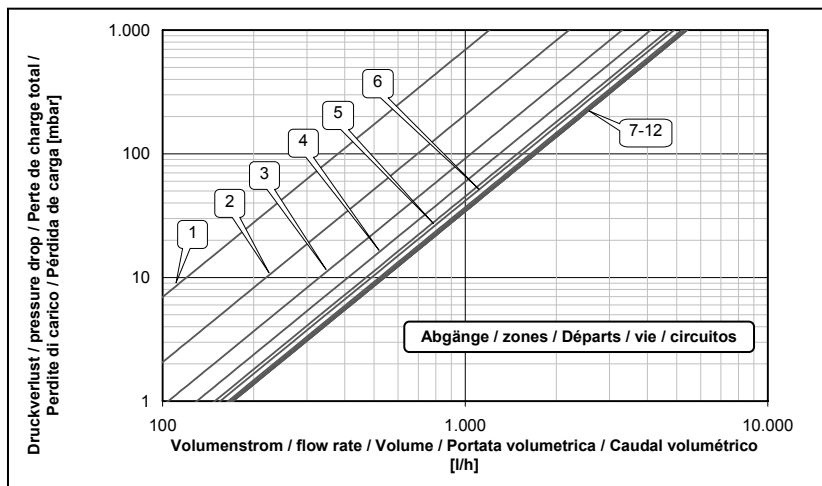 Druckverlust / pressure drop / Perte de charge total /
Perdite di carico / Pérdida de carga [mbar]
1.000
100
10
1
1
2
3
4
5
6
7-12
Abgänge / zones / Départs / vie / circuitos
100
1.000
10.000
Volumenstrom / flow rate / Volume / Portata volumetrica / Caudal volumétrico
[l/h]